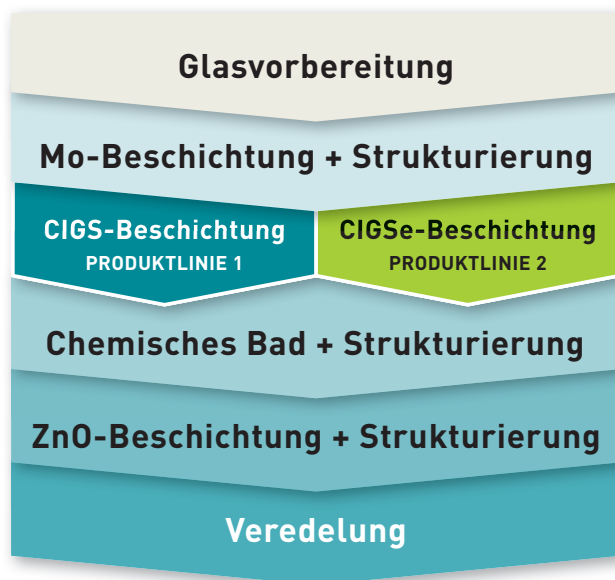 Glasvorbereitung
Mo-Beschichtung + Strukturierung
CIGS-Beschichtung
PRODUKTLINIE 1
CIGSe-Beschichtung
PRODUKTLINIE 2
Chemisches Bad + Strukturierung
ZnO-Beschichtung + Strukturierung
Veredelung